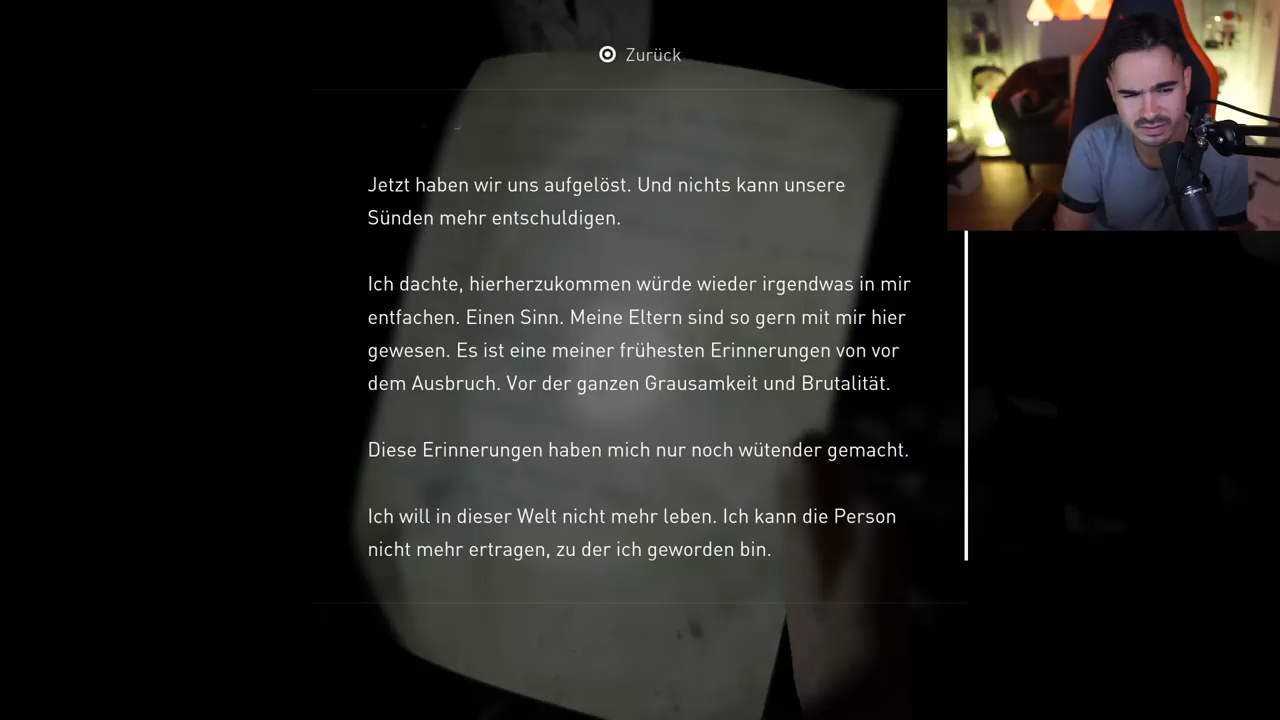 Zurück
Jetzt haben wir uns aufgelöst. Und nichts kann unsere
Sünden mehr entschuldigen.
Ich dachte, hierherzukommen würde wieder irgendwas in mir
entfachen. Einen Sinn. Meine Eltern sind so gern mit mir hier
gewesen. Es ist eine meiner frühesten Erinnerungen von vor
dem Ausbruch. Vor der ganzen Grausamkeit und Brutalität.
Diese Erinnerungen haben mich nur noch wütender gemacht.
Ich will in dieser Welt nicht mehr leben. Ich kann die Person
nicht mehr ertragen, zu der ich geworden bin.